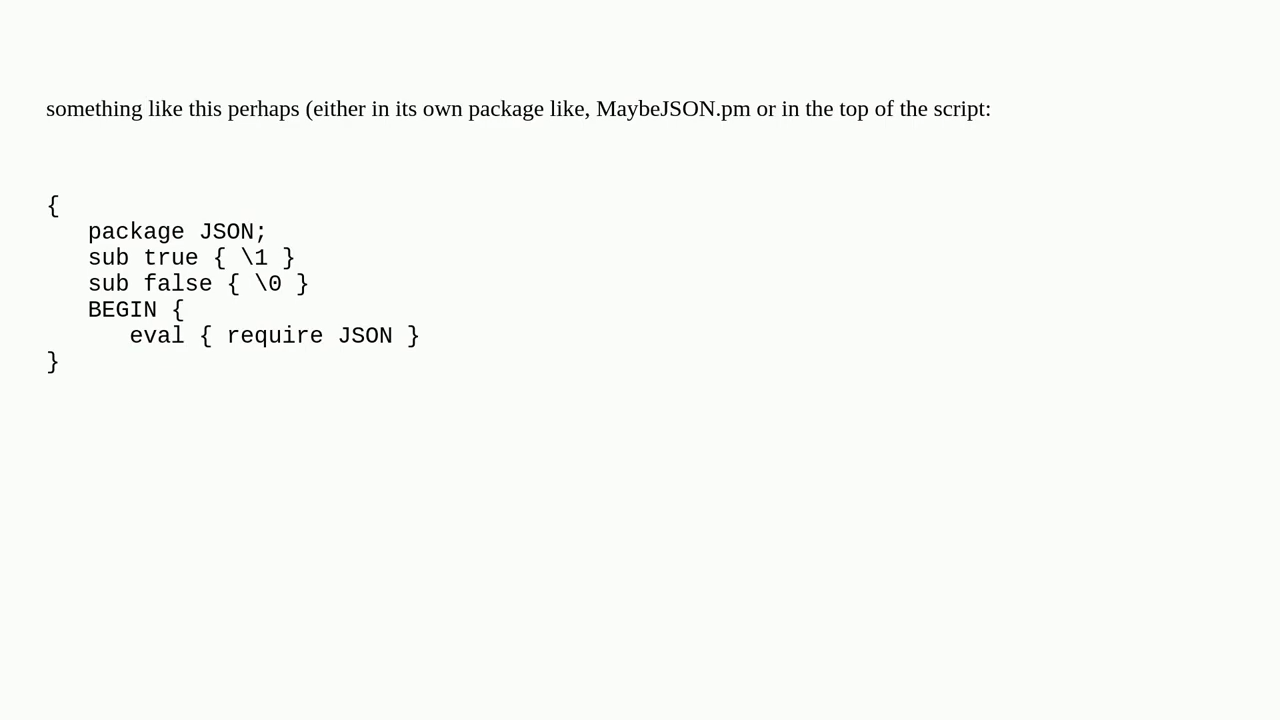 something like this perhaps (either in its own package like, MaybeJSON.pm or in the top of the script:
{
   package JSON;
   sub true { \1 }
   sub false { \0 }
   BEGIN {
      eval { require JSON }
}